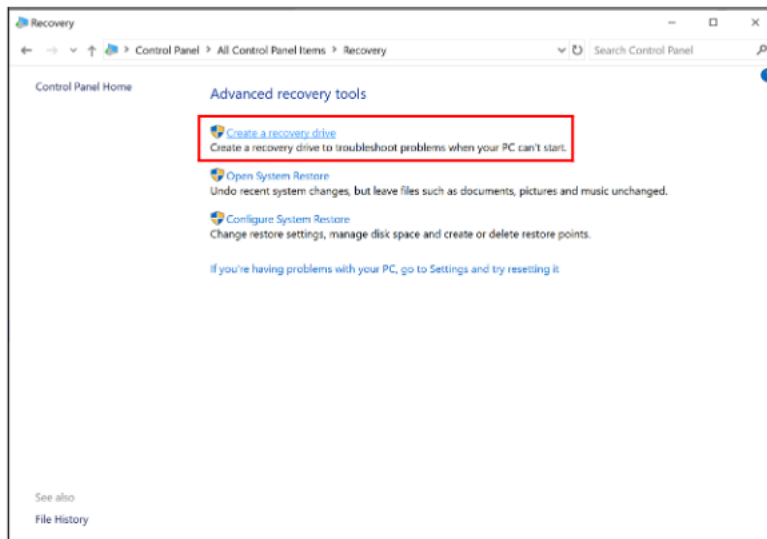 Recovery
Control Panel > All Control Panel Items > Recovery
Search Control Panel
Control Panel Home
Advanced recovery tools
Create a recovery drive
Create a recovery drive to troubleshoot problems when your PC can't start.
Open System Restore
Undo recent system changes, but leave files such as documents, pictures and music unchanged.
Configure System Restore
Change restore settings, manage disk space and create or delete restore points.
If you're having problems with your PC, go to Settings and try resetting it
See also
File History